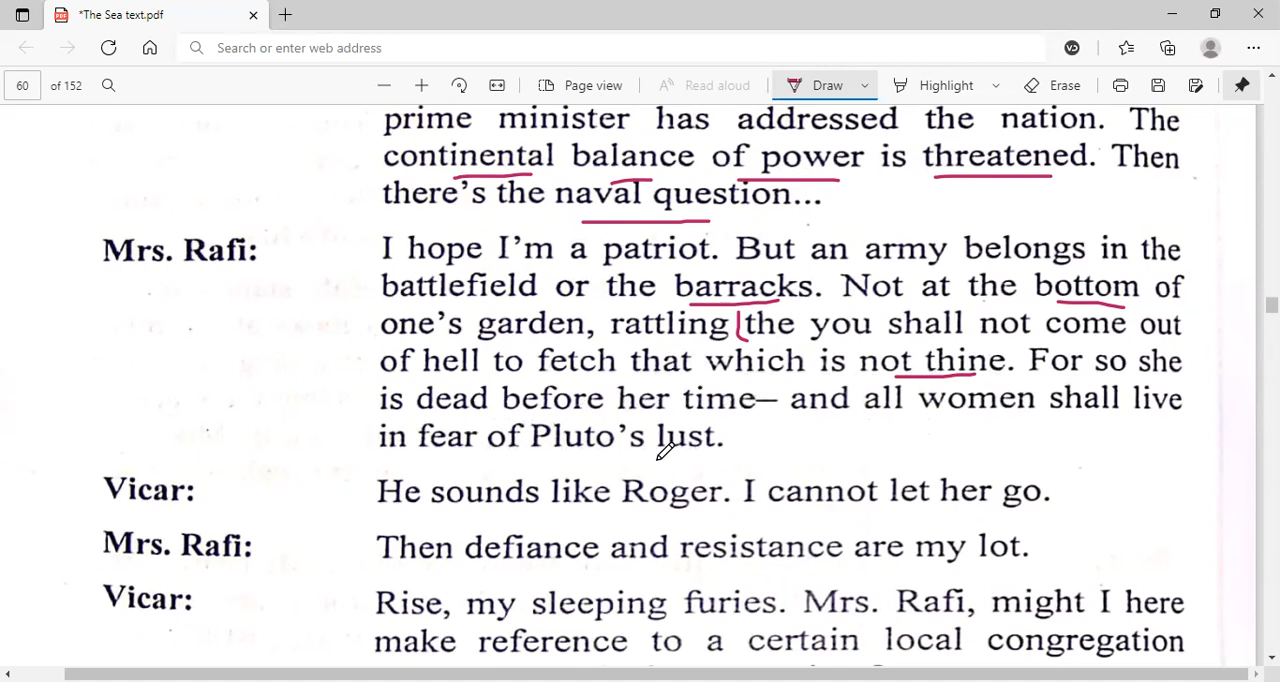 *The Sea text.pdf
Search or enter web address
60 of 152
Page view
Read aloud
Draw
Highlight
Erase
prime minister has addressed the nation. The
continental balance of power is threatened. Then
there's the naval question...
Mrs. Rafi: I hope I'm a patriot. But an army belongs in the
battlefield or the barracks. Not at the bottom of
one's garden, rattling the you shall not come out
of hell to fetch that which is not thine. For so she
is dead before her time– and all women shall live
in fear of Pluto's lust.
Vicar: He sounds like Roger. I cannot let her go.
Mrs. Rafi: Then defiance and resistance are my lot.
Vicar: Rise, my sleeping furies. Mrs. Rafi, might I here
make reference to a certain local congregation